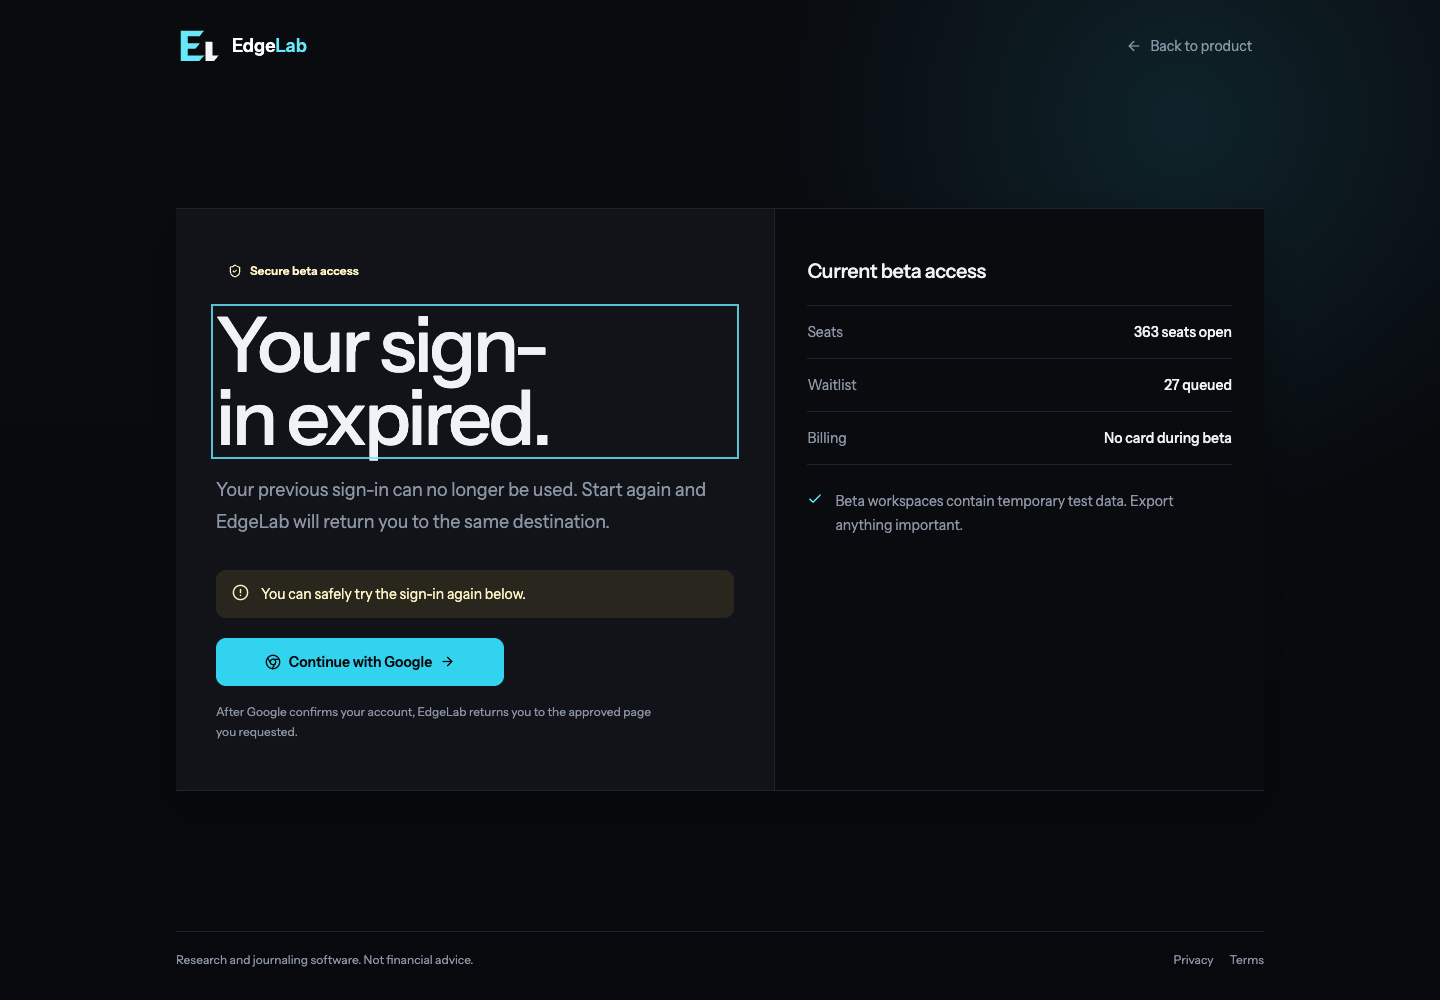 EL EdgeLab
Back to product
Secure beta access
Your sign-
in expired.
Your previous sign-in can no longer be used. Start again and
EdgeLab will return you to the same destination.
You can safely try the sign-in again below.
Continue with Google
After Google confirms your account, EdgeLab returns you to the approved page
you requested.
Current beta access
Seats 363 seats open
Waitlist 27 queued
Billing No card during beta
Beta workspaces contain temporary test data. Export
anything important.
Research and journaling software. Not financial advice.
Privacy Terms